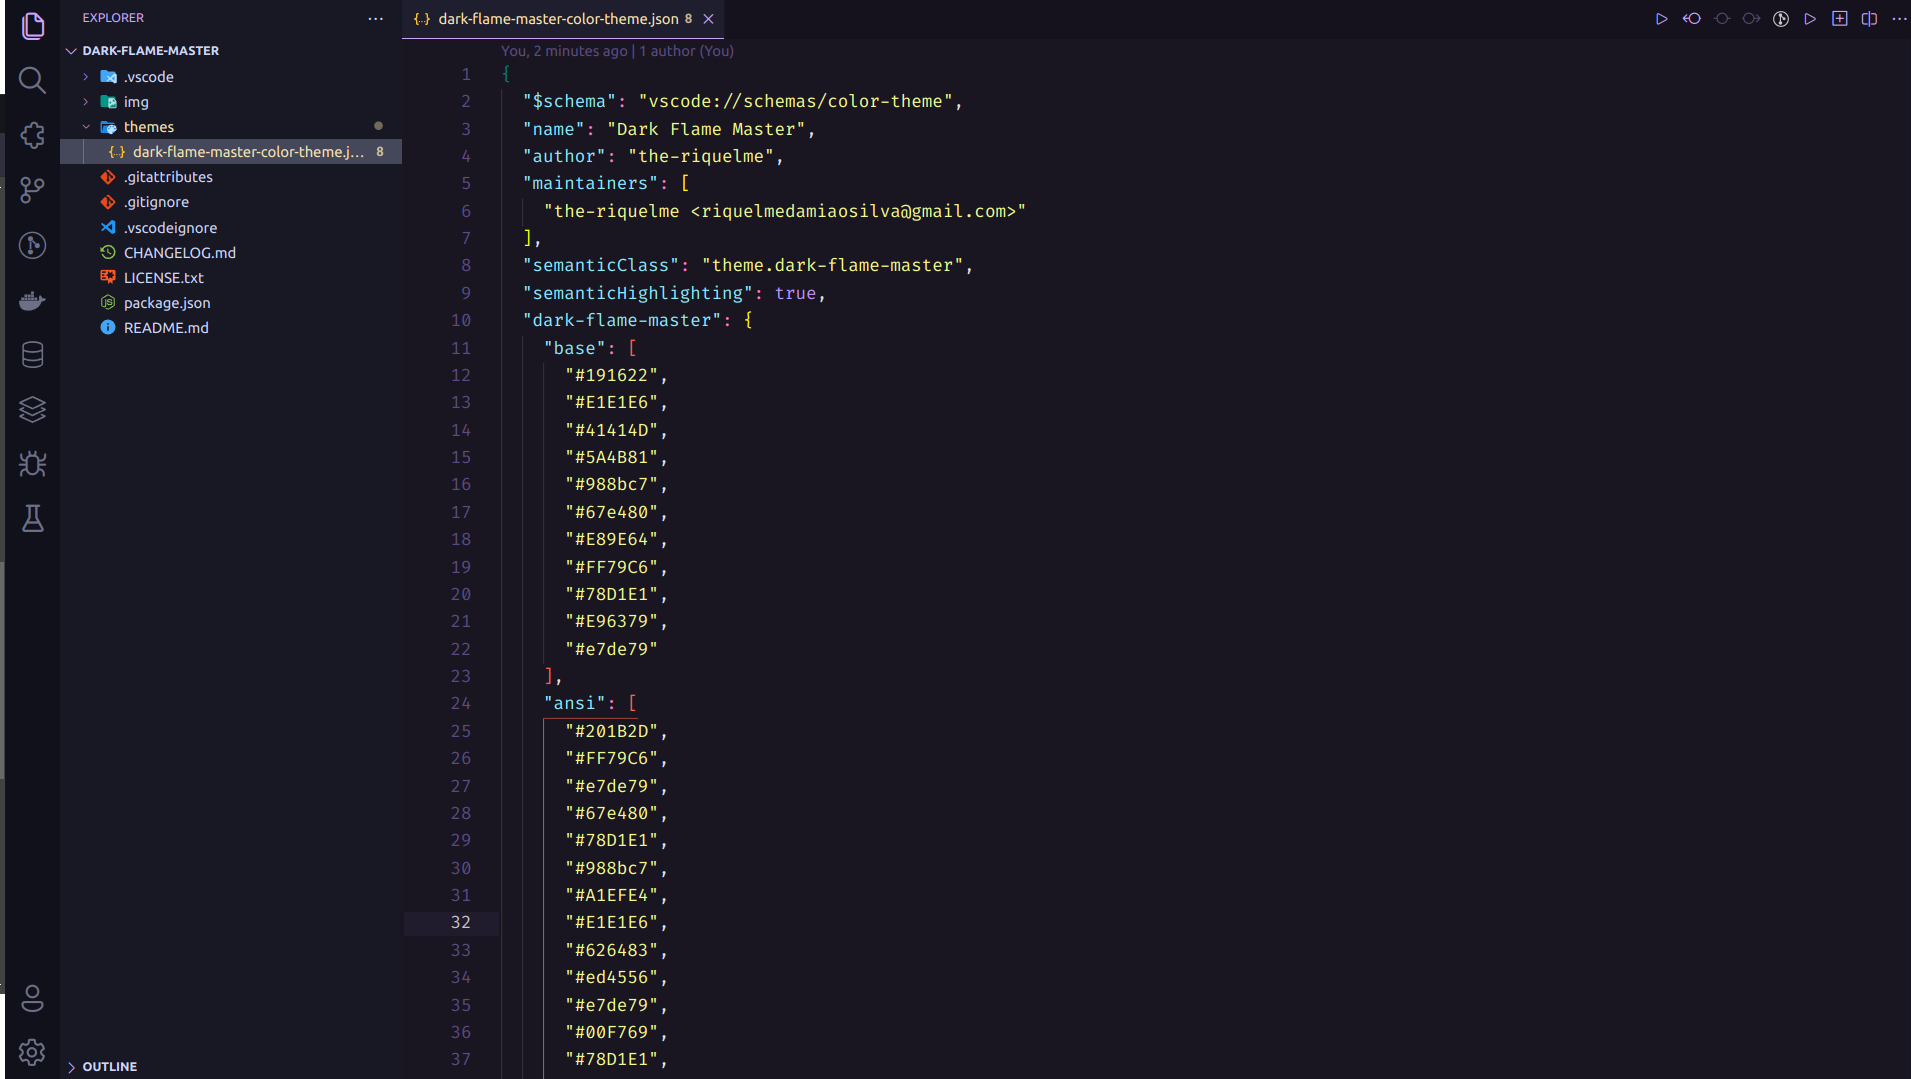 EXPLORER
DARK-FLAME-MASTER
.vscode
img
themes
dark-flame-master-color-theme.j... 8
.gitattributes
.gitignore
.vscodeignore
CHANGELOG.md
LICENSE.txt
package.json
README.md
OUTLINE
{..} dark-flame-master-color-theme.json 8
You, 2 minutes ago | 1 author (You)
1 {
2 "$schema": "vscode://schemas/color-theme",
3 "name": "Dark Flame Master",
4 "author": "the-riquelme",
5 "maintainers": [
6 "the-riquelme <riquelmedamiaosilva@gmail.com>"
7 ],
8 "semanticClass": "theme.dark-flame-master",
9 "semanticHighlighting": true,
10 "dark-flame-master": {
11 "base": [
12 "#191622",
13 "#E1E1E6",
14 "#41414D",
15 "#5A4B81",
16 "#988bc7",
17 "#67e480",
18 "#E89E64",
19 "#FF79C6",
20 "#78D1E1",
21 "#E96379",
22 "#e7de79"
23 ],
24 "ansi": [
25 "#201B2D",
26 "#FF79C6",
27 "#e7de79",
28 "#67e480",
29 "#78D1E1",
30 "#988bc7",
31 "#A1EFE4",
32 "#E1E1E6",
33 "#626483",
34 "#ed4556",
35 "#e7de79",
36 "#00F769",
37 "#78D1E1",